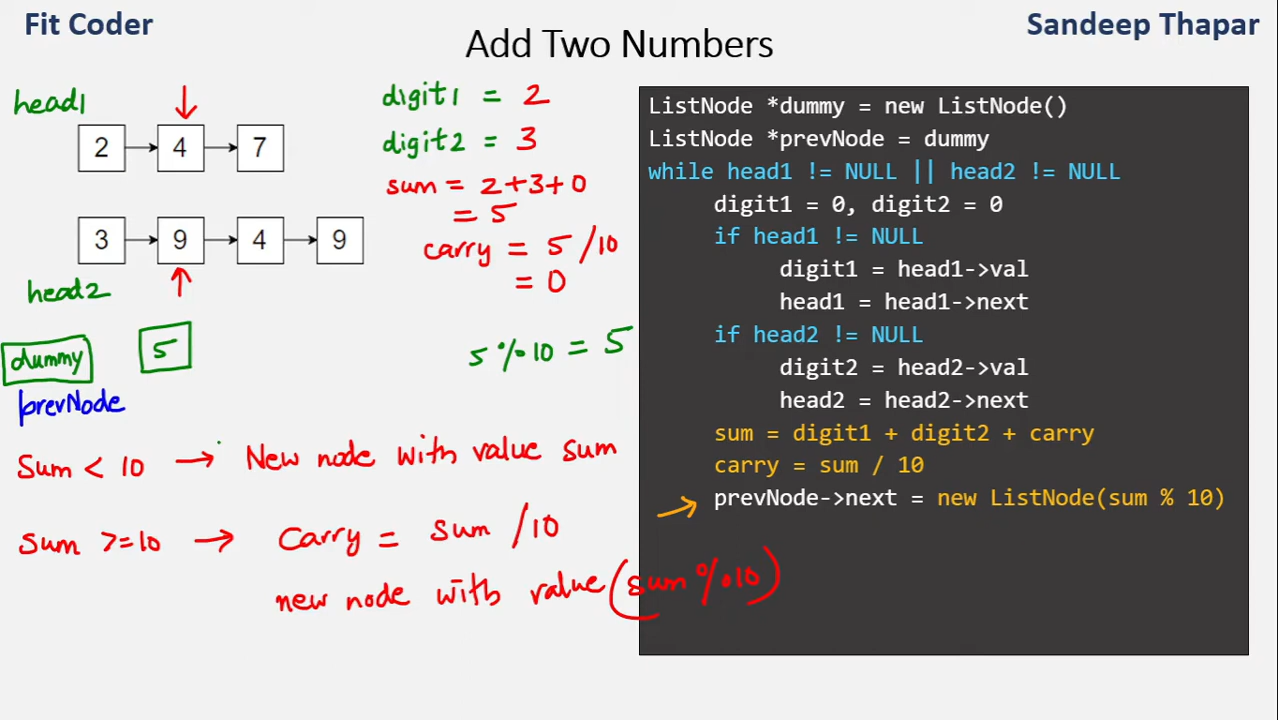 Fit Coder
Sandeep Thapar
Add Two Numbers
head1
2 4 7
3 9 4 9
head2
dummy 5
prevNode
digit1 = 2
digit2 = 3
sum = 2+3+0
= 5
carry = 5 /10
= 0
5 % 10 = 5
Sum < 10 → New node with value sum
Sum >=10 → Carry = sum /10
new node with value (sum % 10)
ListNode *dummy = new ListNode()
ListNode *prevNode = dummy
while head1 != NULL || head2 != NULL
digit1 = 0, digit2 = 0
if head1 != NULL
digit1 = head1->val
head1 = head1->next
if head2 != NULL
digit2 = head2->val
head2 = head2->next
sum = digit1 + digit2 + carry
carry = sum / 10
prevNode->next = new ListNode(sum % 10)